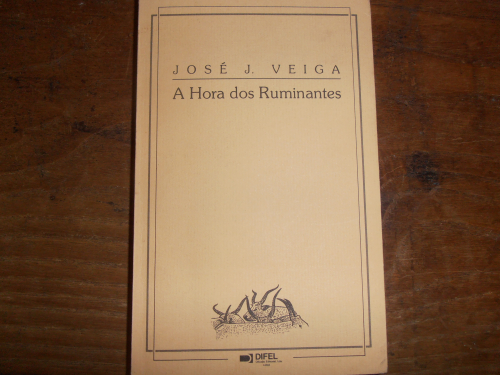 JOSÉ J. VEIGA
A Hora dos Ruminantes
DIFEL